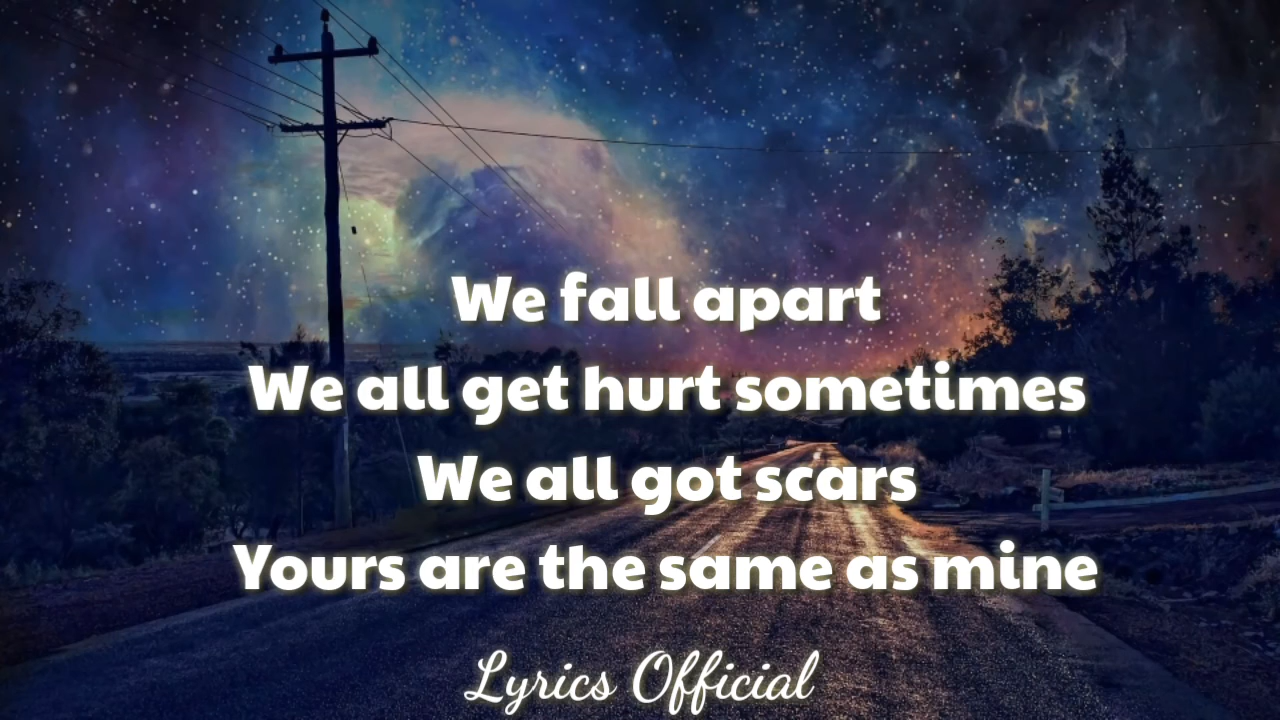 We fall apart
We all get hurt sometimes
We all got scars
Yours are the same as mine
Lyrics Official